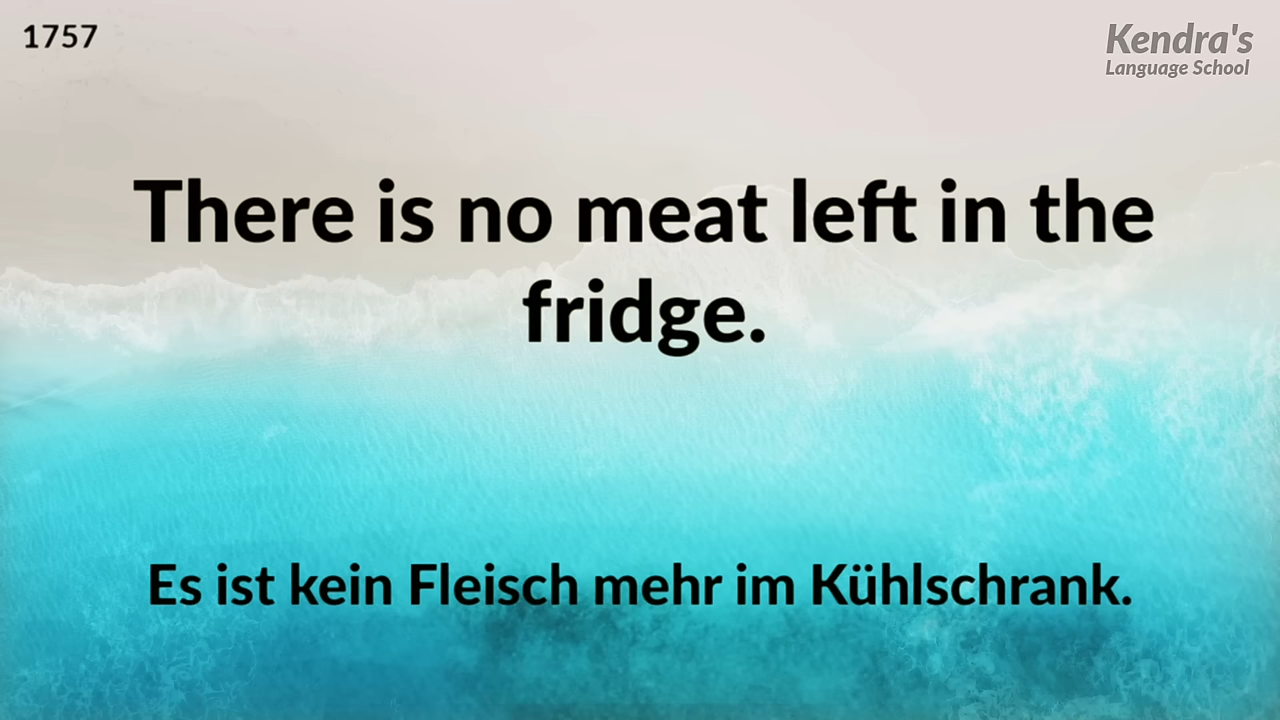 1757
Kendra's
Language School
There is no meat left in the
fridge.
Es ist kein Fleisch mehr im Kühlschrank.